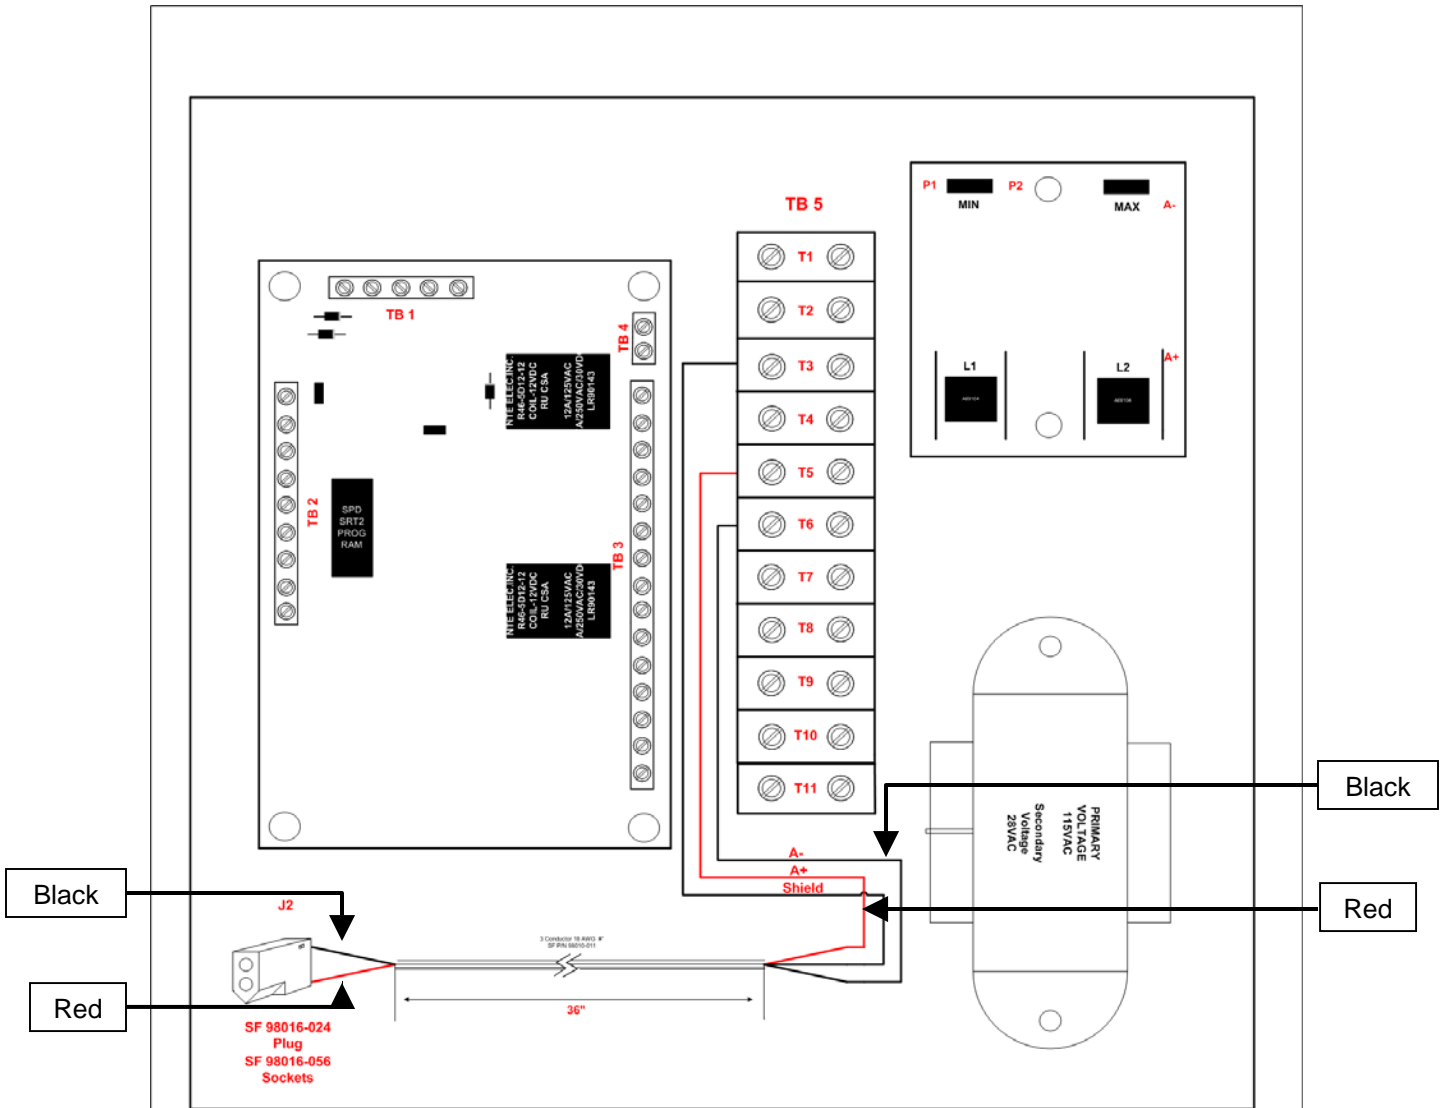 P1
P2
MIN
MAX
A-
A+
L1
L2
TB 5
T1
T2
T3
T4
T5
T6
T7
T8
T9
T10
T11
TB 1
TB 4
TB 2
TB 3
NTE ELEC.INC.
R46-5D12-12
COIL-12VDC
RU CSA
12A/125VAC
A/250VAC/30VD
LR90143
SPD
SRT2
PROG
RAM
NTE ELEC.INC.
R46-5D12-12
COIL-12VDC
RU CSA
12A/125VAC
A/250VAC/30VD
LR90143
PRIMARY
VOLTAGE
115VAC
Secondary
Voltage
28VAC
Black
Red
A-
A+
Shield
Black
Red
J2
36"
SF 98016-024
Plug
SF 98016-056
Sockets